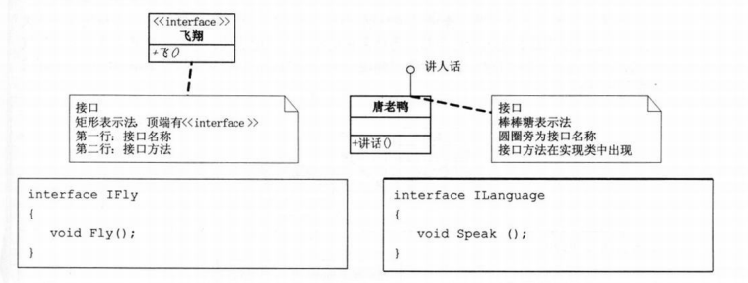 <<interface>>
飞翔
+飞()
接口
矩形表示法，顶端有<<interface>>
第一行：接口名称
第二行：接口方法
讲人话
唐老鸭
+讲话()
接口
棒棒糖表示法
圆圈旁为接口名称
接口方法在实现类中出现
interface IFly
{
void Fly();
}
interface ILanguage
{
void Speak ();
}